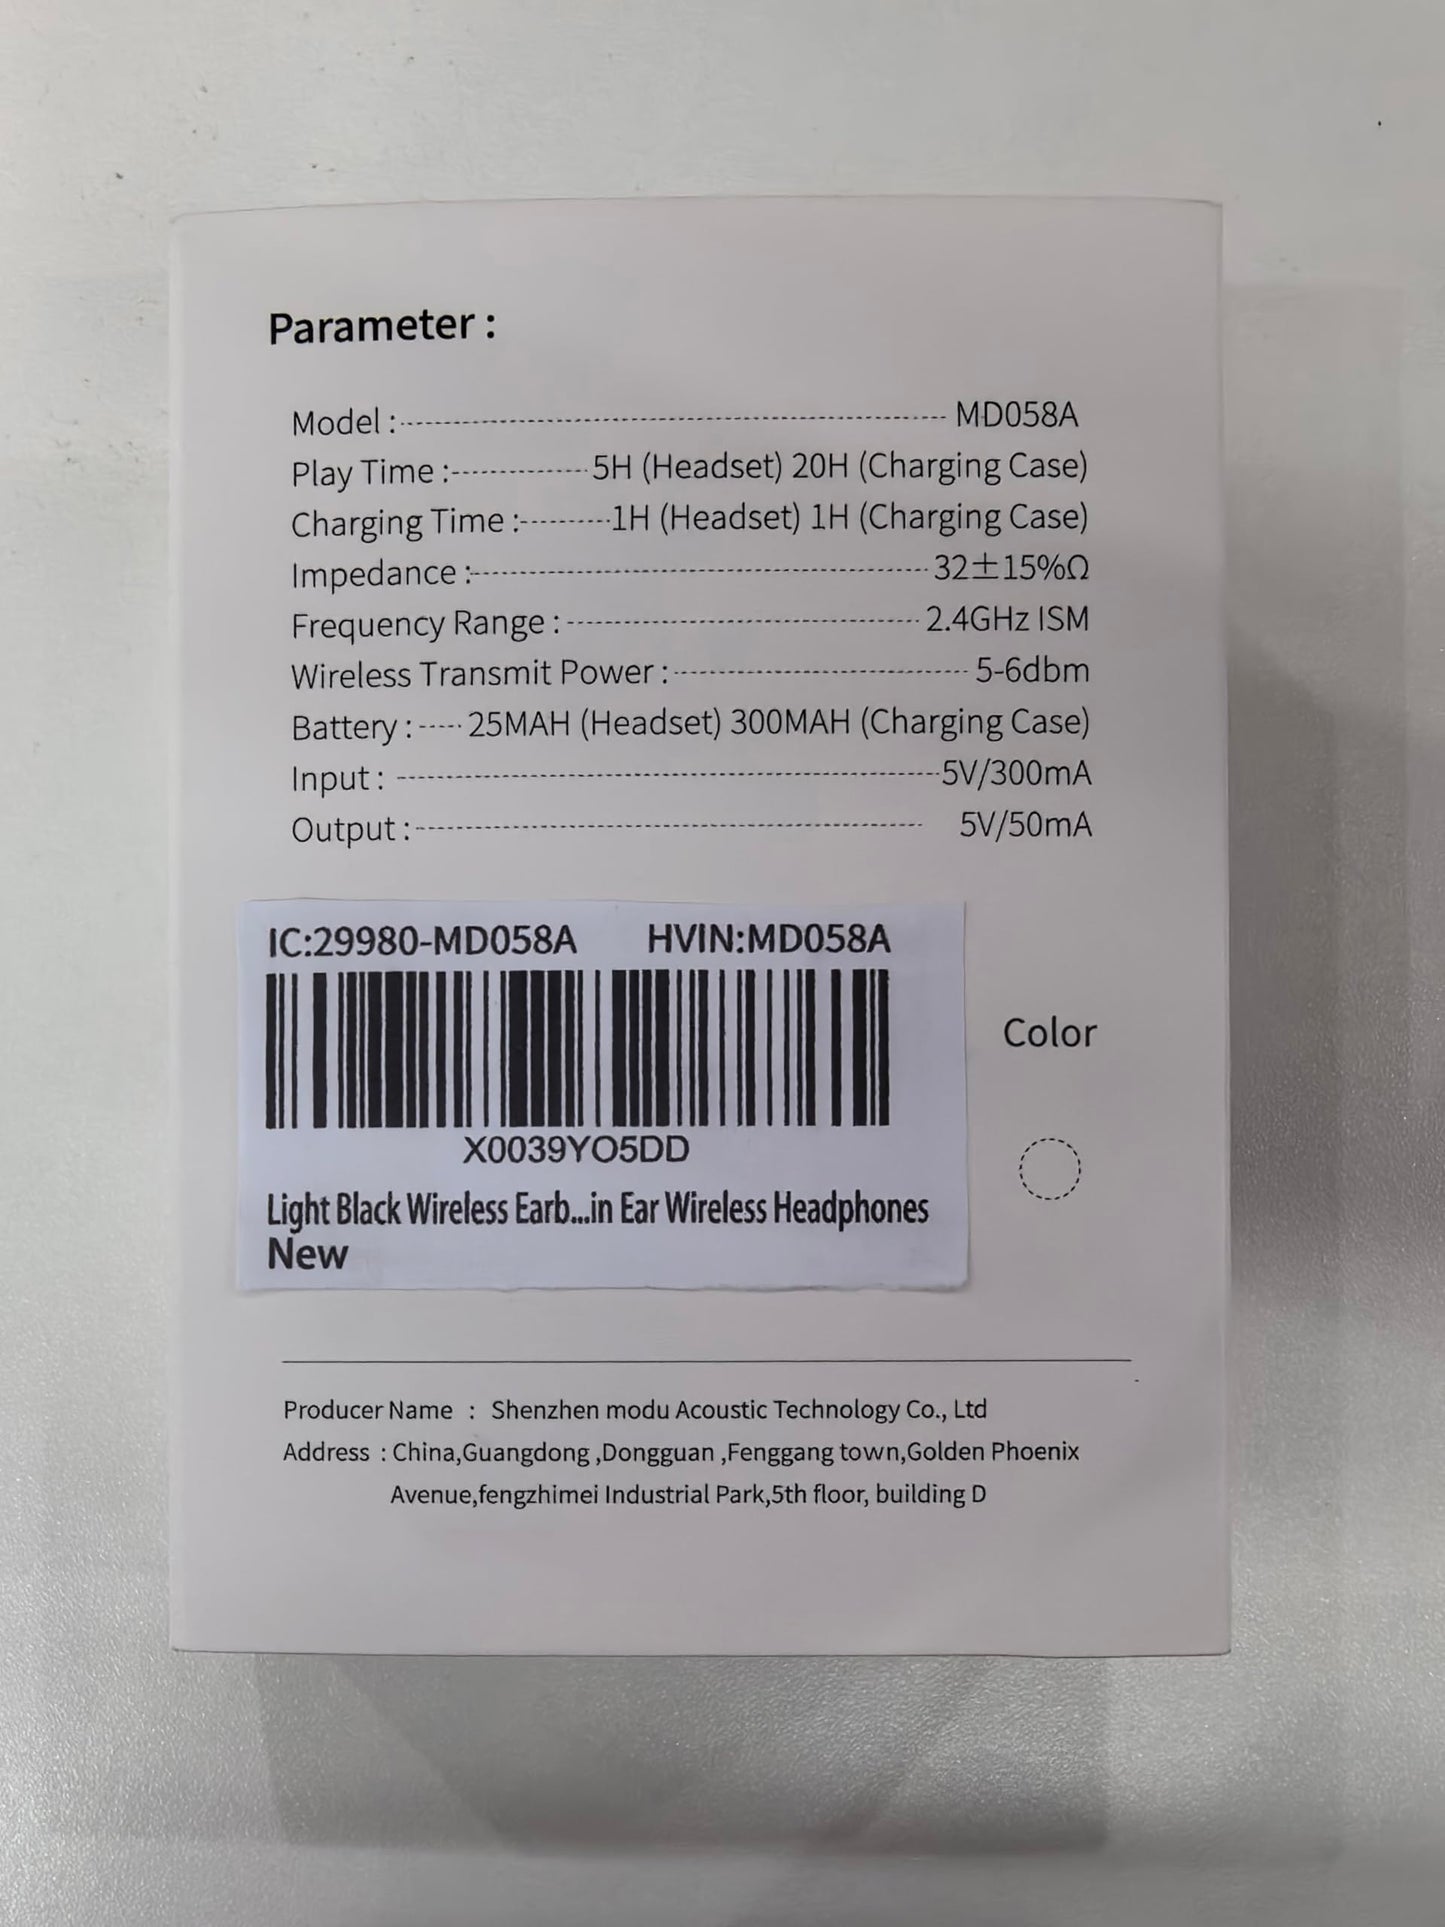 Parameter :
Model : MD058A
Play Time : 5H (Headset) 20H (Charging Case)
Charging Time : 1H (Headset) 1H (Charging Case)
Impedance : 32±15%Ω
Frequency Range : 2.4GHz ISM
Wireless Transmit Power : 5-6dbm
Battery : 25MAH (Headset) 300MAH (Charging Case)
Input : 5V/300mA
Output : 5V/50mA
IC:29980-MD058A HVIN:MD058A
X0039YO5DD
Light Black Wireless Earb...in Ear Wireless Headphones
New
Color
Producer Name : Shenzhen modu Acoustic Technology Co., Ltd
Address : China,Guangdong ,Dongguan ,Fenggang town,Golden Phoenix
Avenue,fengzhimei Industrial Park,5th floor, building D